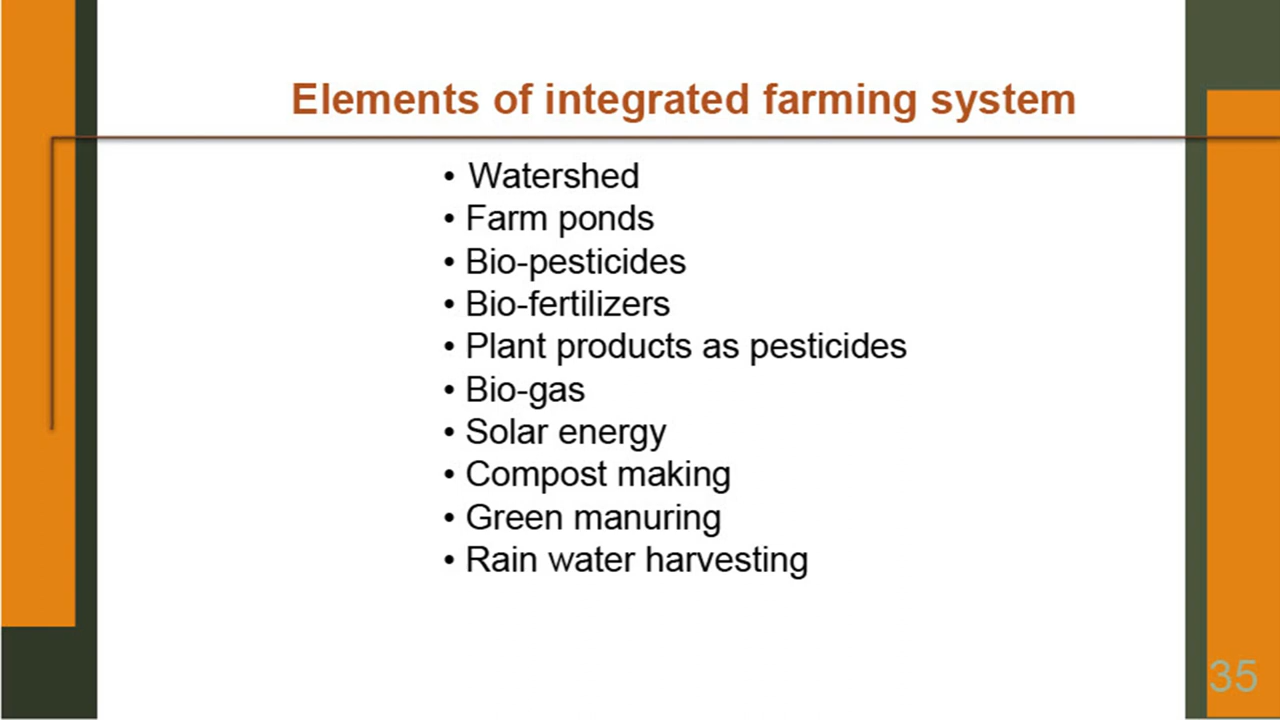 Elements of integrated farming system
• Watershed
• Farm ponds
• Bio-pesticides
• Bio-fertilizers
• Plant products as pesticides
• Bio-gas
• Solar energy
• Compost making
• Green manuring
• Rain water harvesting
35